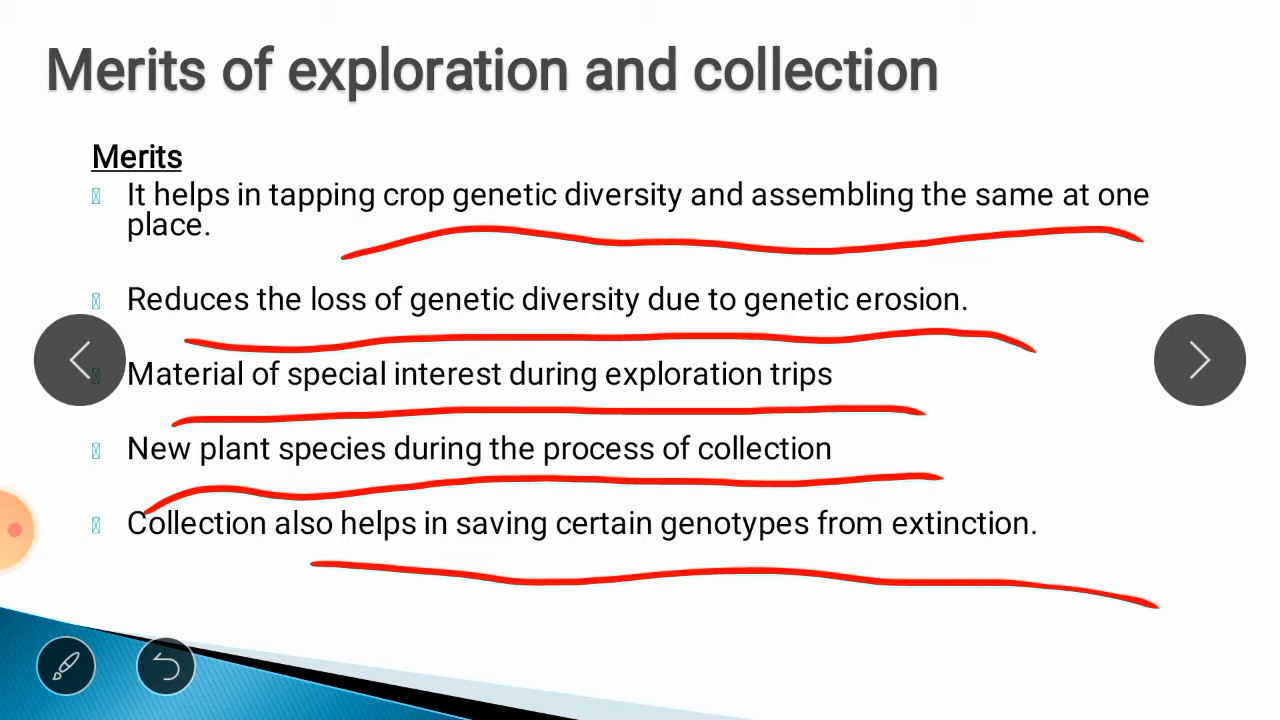 Merits of exploration and collection
Merits
It helps in tapping crop genetic diversity and assembling the same at one
place.
Reduces the loss of genetic diversity due to genetic erosion.
Material of special interest during exploration trips
New plant species during the process of collection
Collection also helps in saving certain genotypes from extinction.